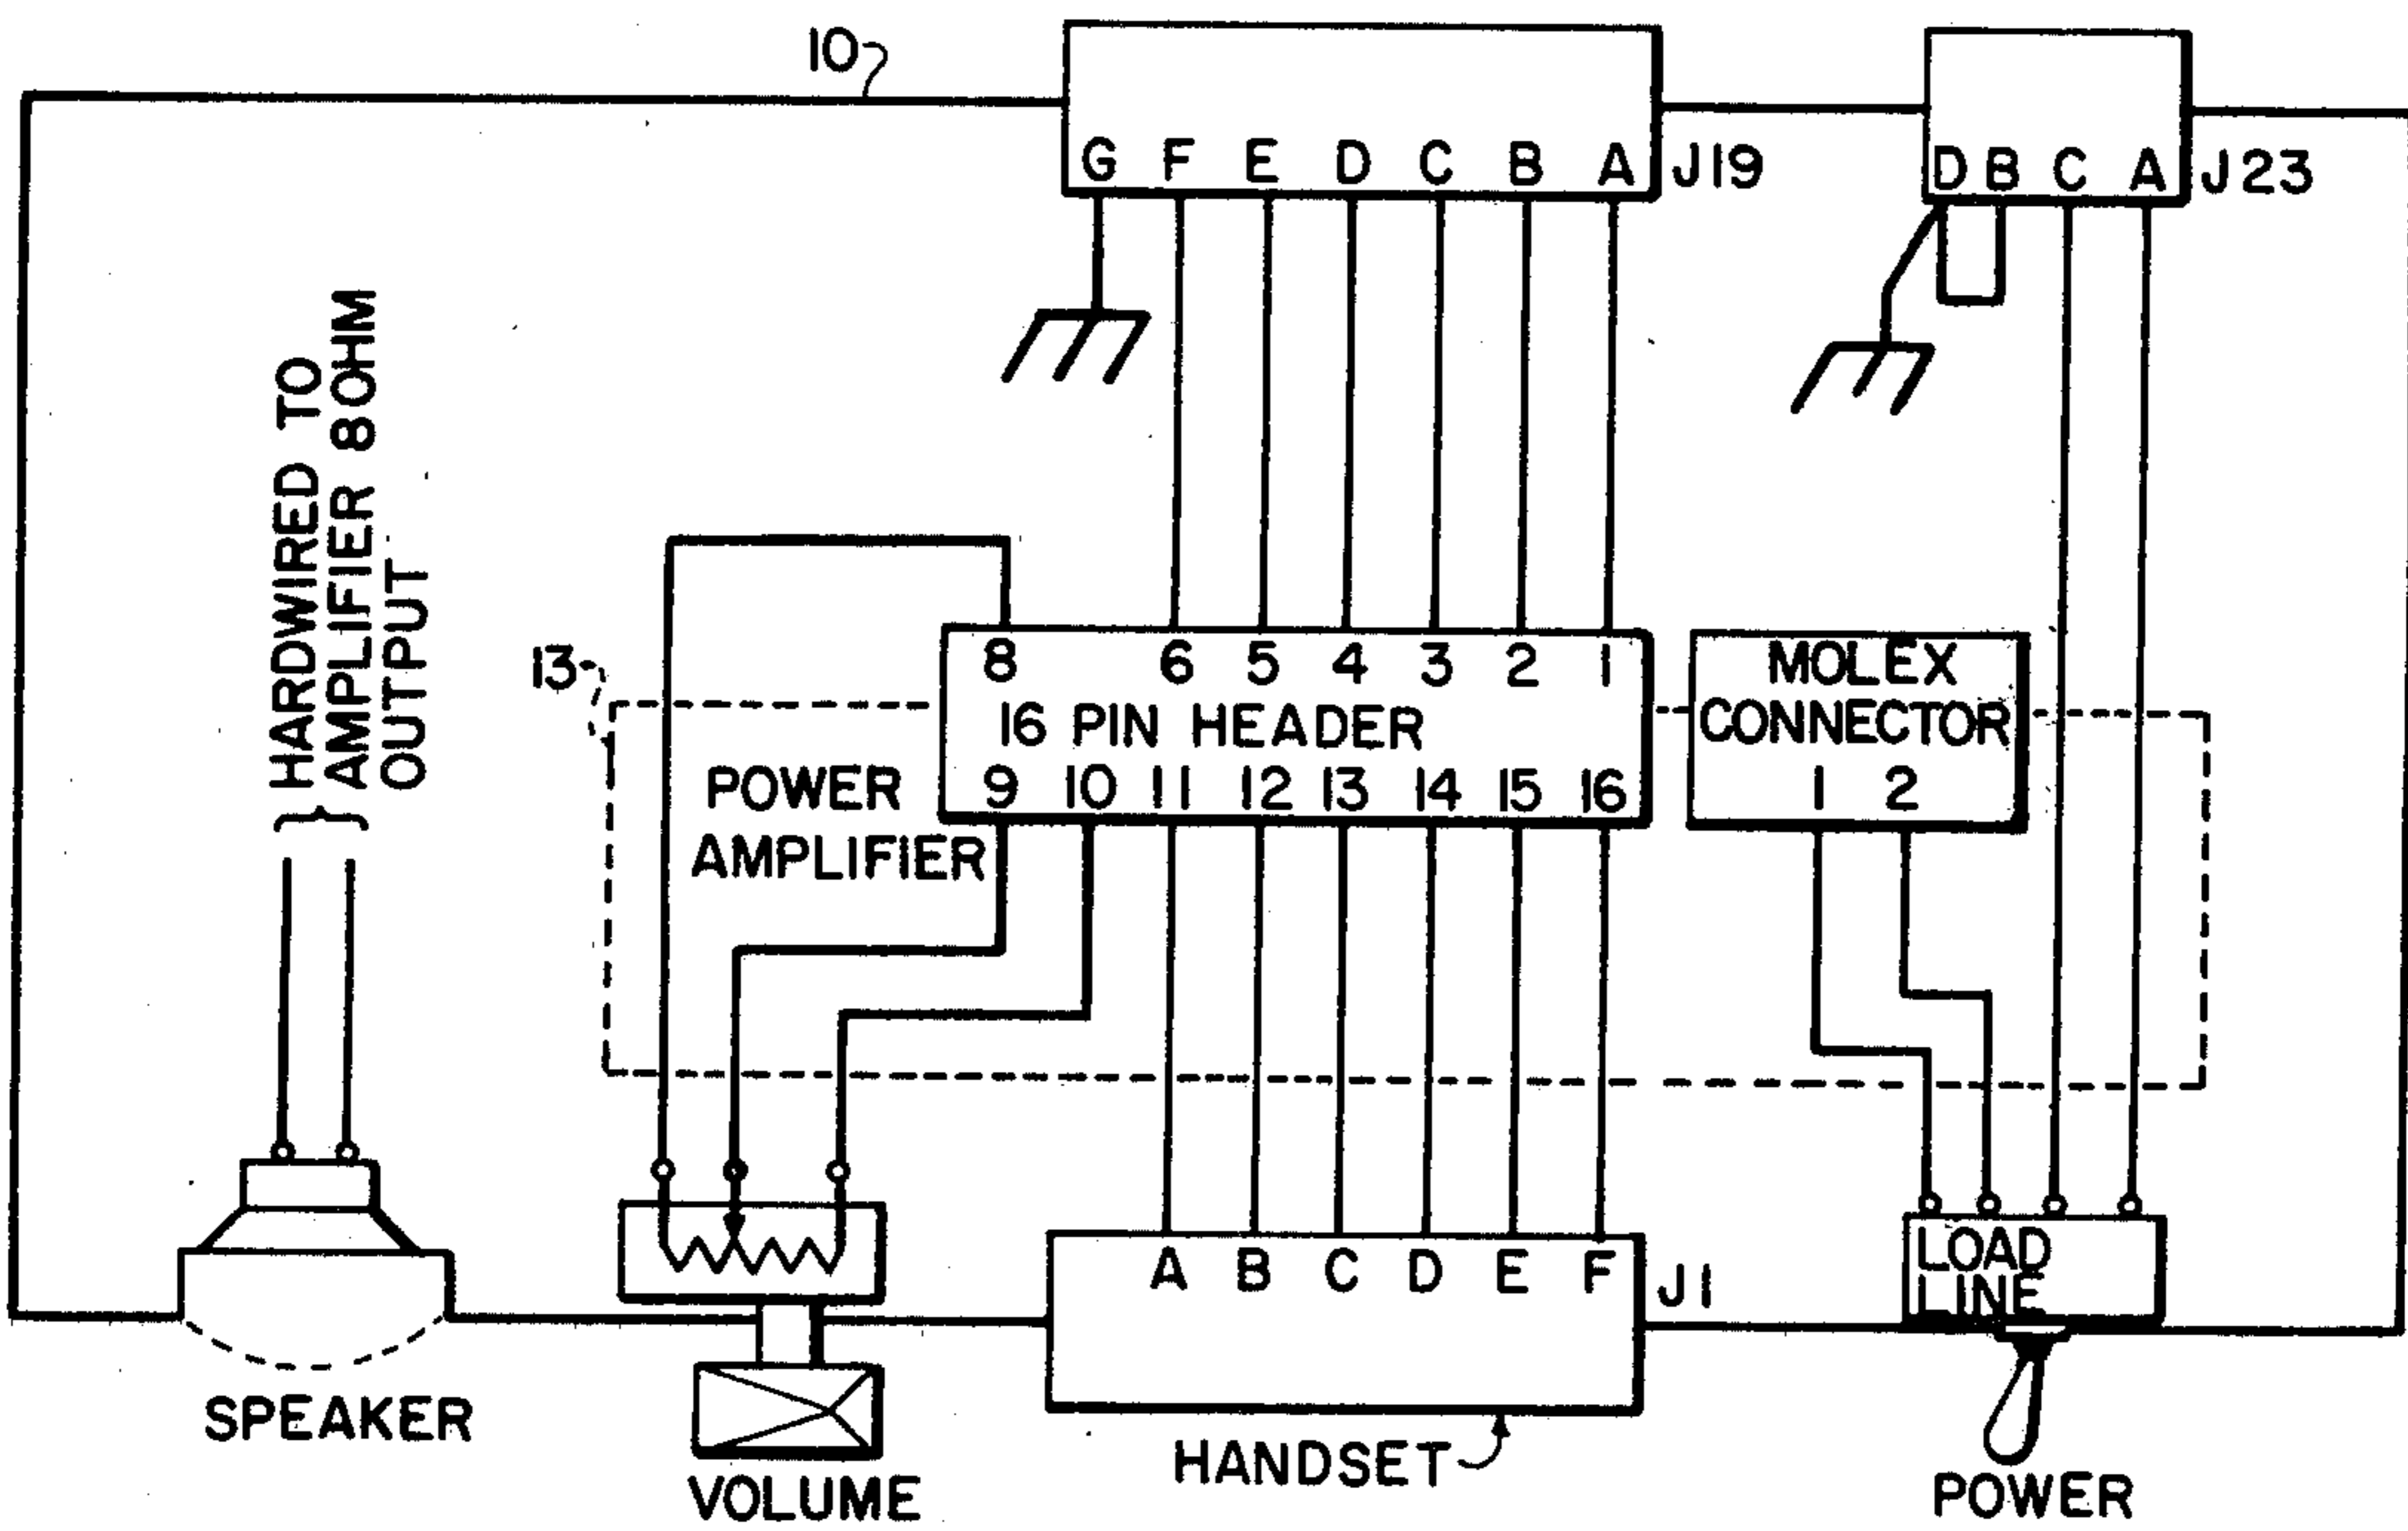 10
G F E D C B A
J19
D B C A
J23
HARDWIRED TO
AMPLIFIER 8OHM
OUTPUT
13
8 6 5 4 3 2 1
16 PIN HEADER
9 10 11 12 13 14 15 16
MOLEX
CONNECTOR
1 2
POWER
AMPLIFIER
A B C D E F
J1
LOAD
LINE
SPEAKER
VOLUME
HANDSET
POWER